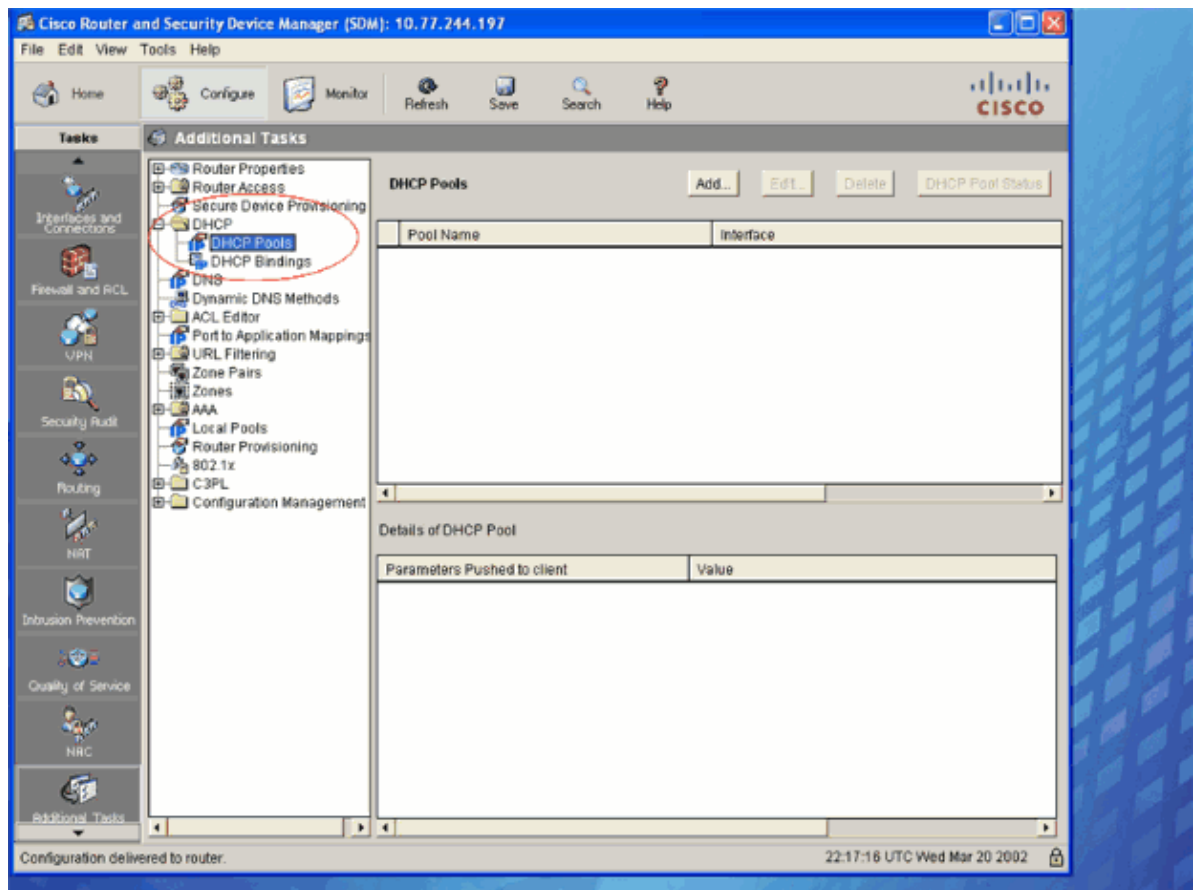 Cisco Router and Security Device Manager (SDM): 10.77.244.197
File Edit View Tools Help
Home
Configure
Monitor
Refresh
Save
Search
Help
CISCO
Tasks
Additional Tasks
Interfaces and Connections
Firewall and ACL
VPN
Security Audit
Routing
NAT
Intrusion Prevention
Quality of Service
NAC
Additional Tasks
Router Properties
Router Access
Secure Device Provisioning
DHCP
DHCP Pools
DHCP Bindings
DNS
Dynamic DNS Methods
ACL Editor
Port to Application Mappings
URL Filtering
Zone Pairs
Zones
AAA
Local Pools
Router Provisioning
802.1x
C3PL
Configuration Management
DHCP Pools
Add...
Edit...
Delete
DHCP Pool Status
Pool Name
Interface
Details of DHCP Pool
Parameters Pushed to client
Value
Configuration delivered to router.
22:17:16 UTC Wed Mar 20 2002